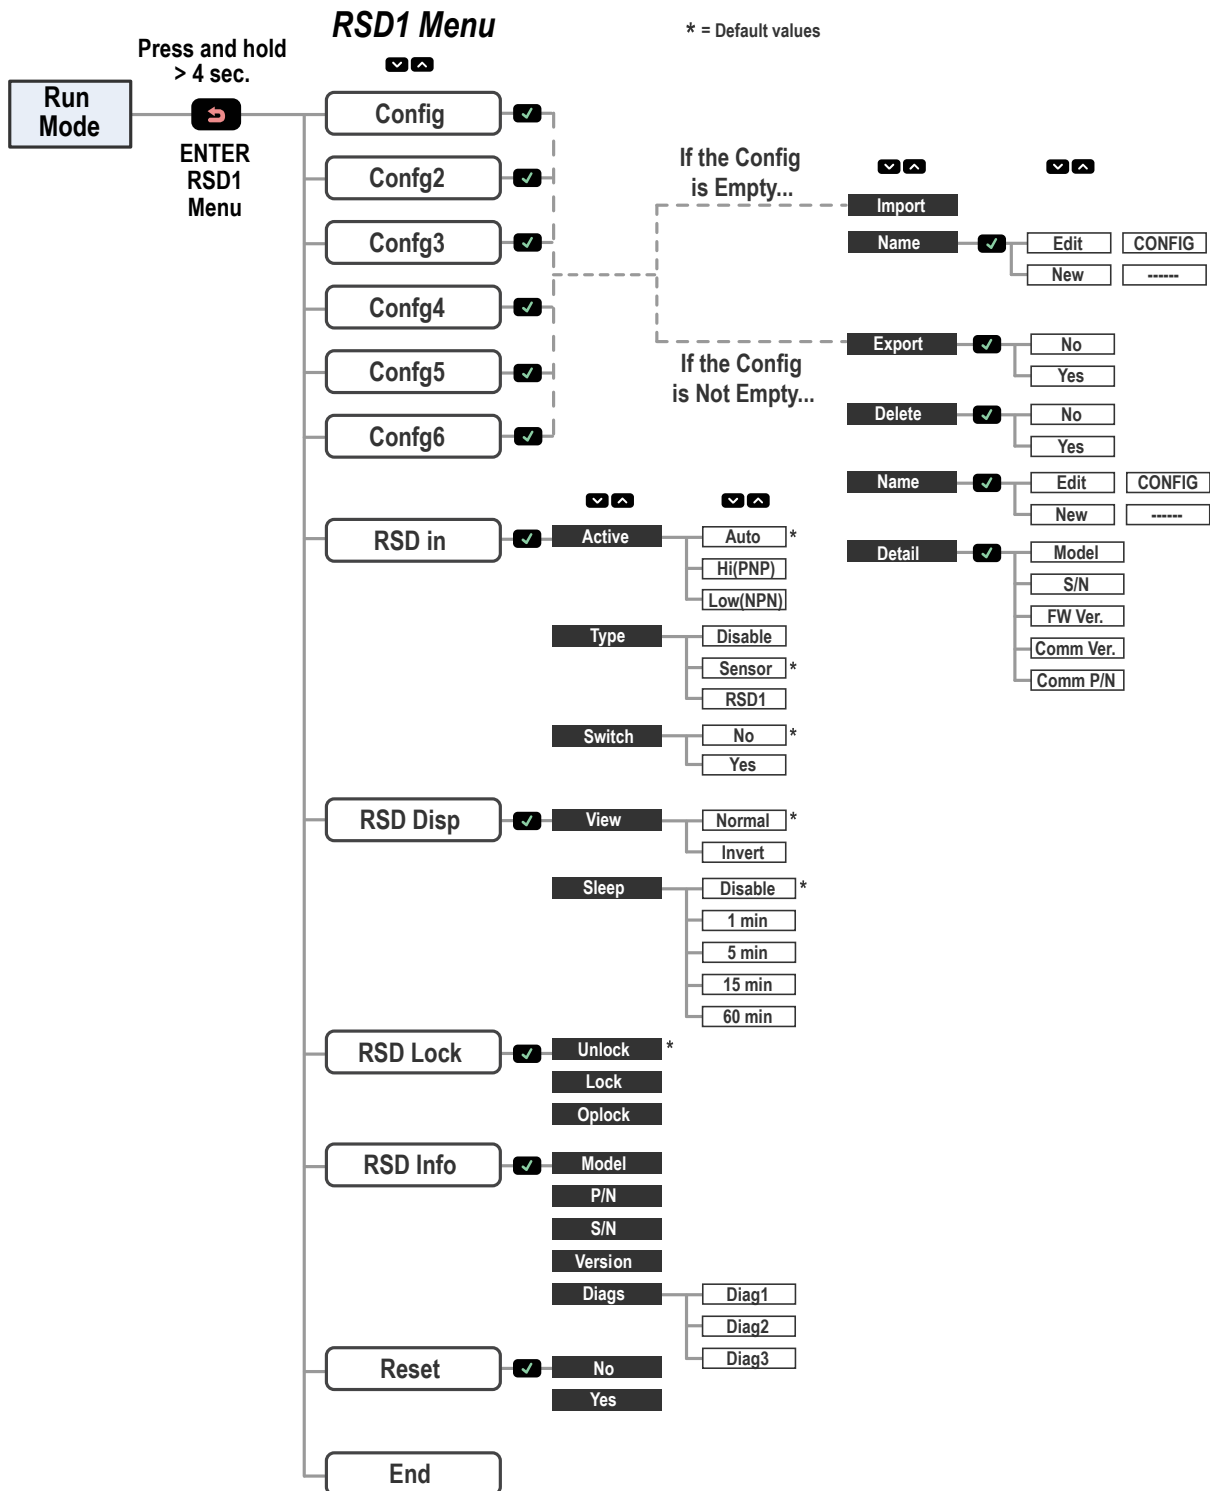 RSD1 Menu
* = Default values
Press and hold
> 4 sec.
Run
Mode
ENTER
RSD1
Menu
Config
Confg2
Confg3
Confg4
Confg5
Confg6
If the Config
is Empty...
Import
Name
Edit
CONFIG
New
------
If the Config
is Not Empty...
Export
No
Yes
Delete
No
Yes
Name
Edit
CONFIG
New
------
Detail
Model
S/N
FW Ver.
Comm Ver.
Comm P/N
RSD in
Active
Auto *
Hi(PNP)
Low(NPN)
Type
Disable
Sensor *
RSD1
Switch
No *
Yes
RSD Disp
View
Normal *
Invert
Sleep
Disable *
1 min
5 min
15 min
60 min
RSD Lock
Unlock *
Lock
Oplock
RSD Info
Model
P/N
S/N
Version
Diags
Diag1
Diag2
Diag3
Reset
No
Yes
End